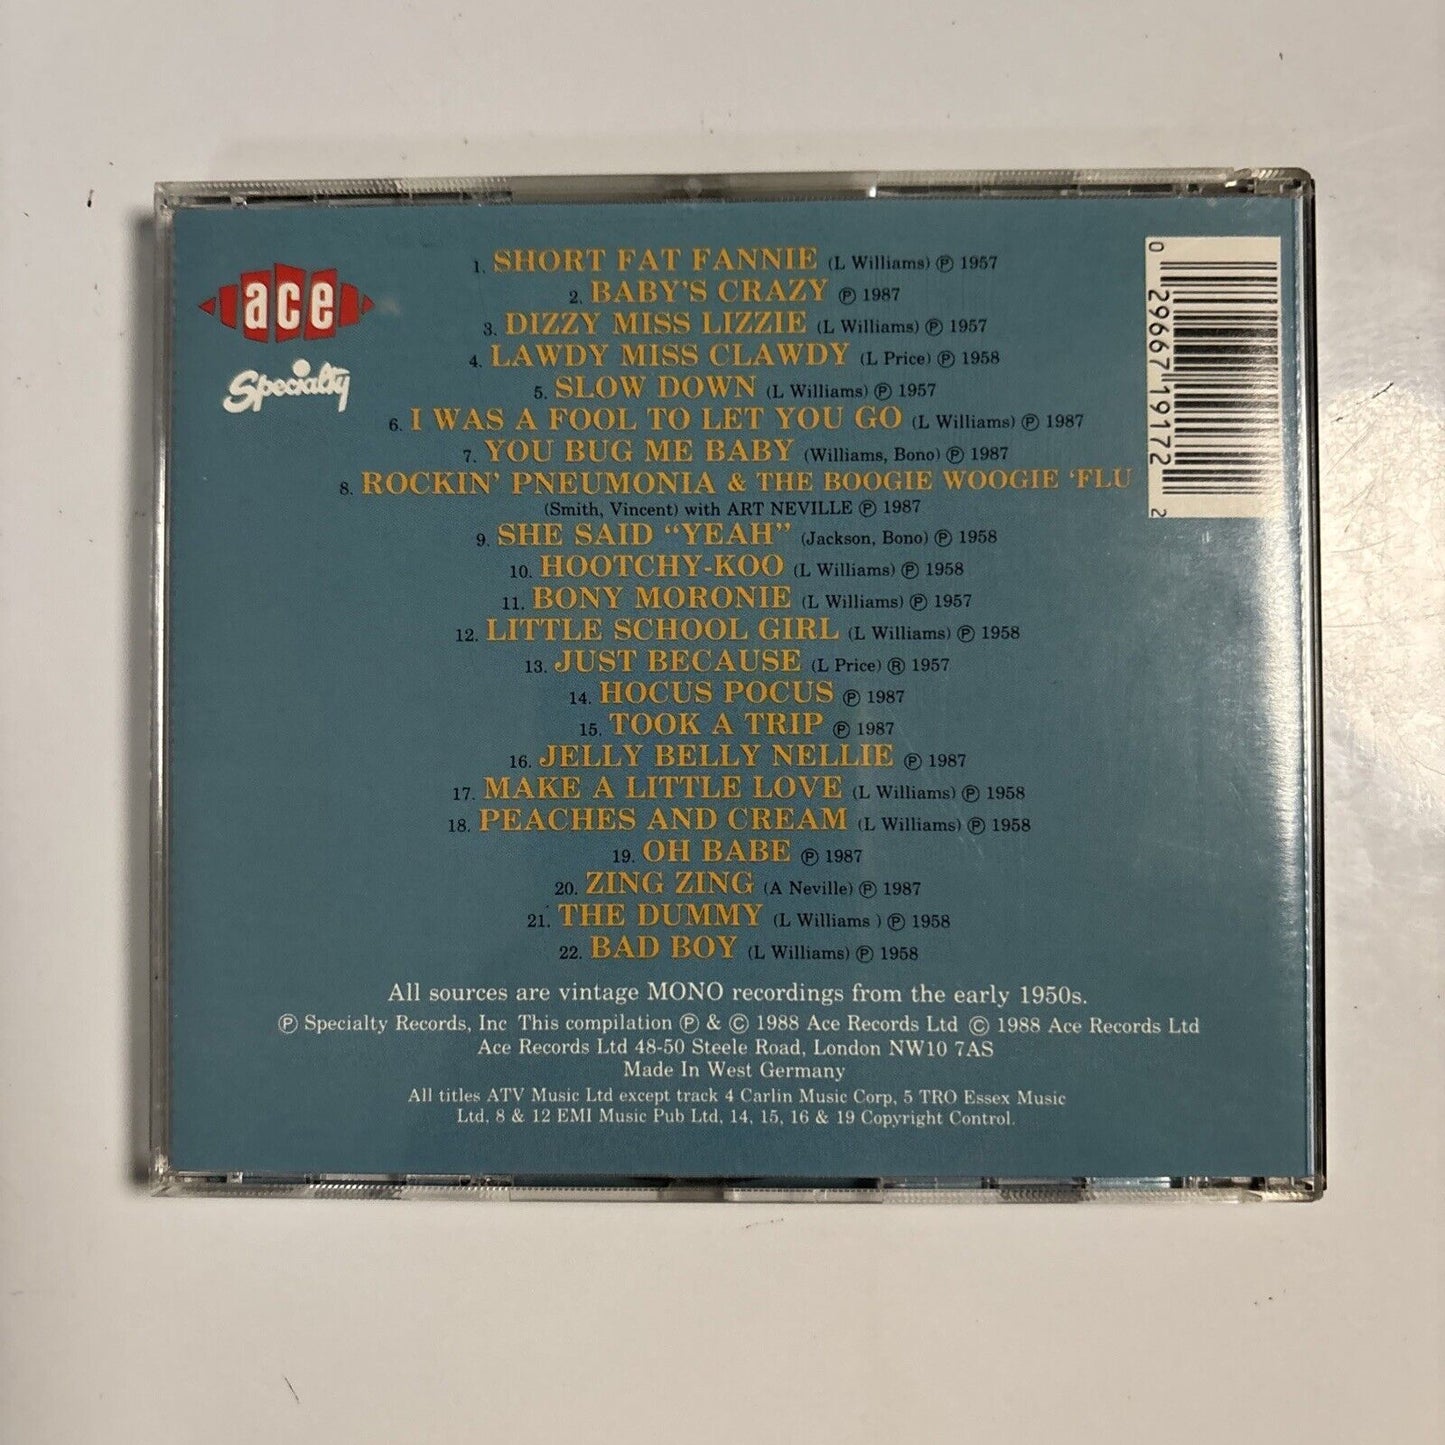 ace
Specialty
1. SHORT FAT FANNIE (L Williams) Ⓟ 1957
2. BABY'S CRAZY Ⓟ 1987
3. DIZZY MISS LIZZIE (L Williams) Ⓟ 1957
4. LAWDY MISS CLAWDY (L Price) Ⓟ 1958
5. SLOW DOWN (L Williams) Ⓟ 1957
6. I WAS A FOOL TO LET YOU GO (L Williams) Ⓟ 1987
7. YOU BUG ME BABY (Williams, Bono) Ⓟ 1987
8. ROCKIN' PNEUMONIA & THE BOOGIE WOOGIE 'FLU
(Smith, Vincent) with ART NEVILLE Ⓟ 1987
9. SHE SAID “YEAH” (Jackson, Bono) Ⓟ 1958
10. HOOTCHY-KOO (L Williams) Ⓟ 1958
11. BONY MORONIE (L Williams) Ⓟ 1957
12. LITTLE SCHOOL GIRL (L Williams) Ⓟ 1958
13. JUST BECAUSE (L Price) Ⓡ 1957
14. HOCUS POCUS Ⓟ 1987
15. TOOK A TRIP Ⓟ 1987
16. JELLY BELLY NELLIE Ⓟ 1987
17. MAKE A LITTLE LOVE (L Williams) Ⓟ 1958
18. PEACHES AND CREAM (L Williams) Ⓟ 1958
19. OH BABE Ⓟ 1987
20. ZING ZING (A Neville) Ⓟ 1987
21. THE DUMMY (L Williams ) Ⓟ 1958
22. BAD BOY (L Williams) Ⓟ 1958
All sources are vintage MONO recordings from the early 1950s.
Ⓟ Specialty Records, Inc This compilation Ⓟ & © 1988 Ace Records Ltd © 1988 Ace Records Ltd
Ace Records Ltd 48-50 Steele Road, London NW10 7AS
Made In West Germany
All titles ATV Music Ltd except track 4 Carlin Music Corp, 5 TRO Essex Music
Ltd, 8 & 12 EMI Music Pub Ltd, 14, 15, 16 & 19 Copyright Control.
0 29667 19172 2